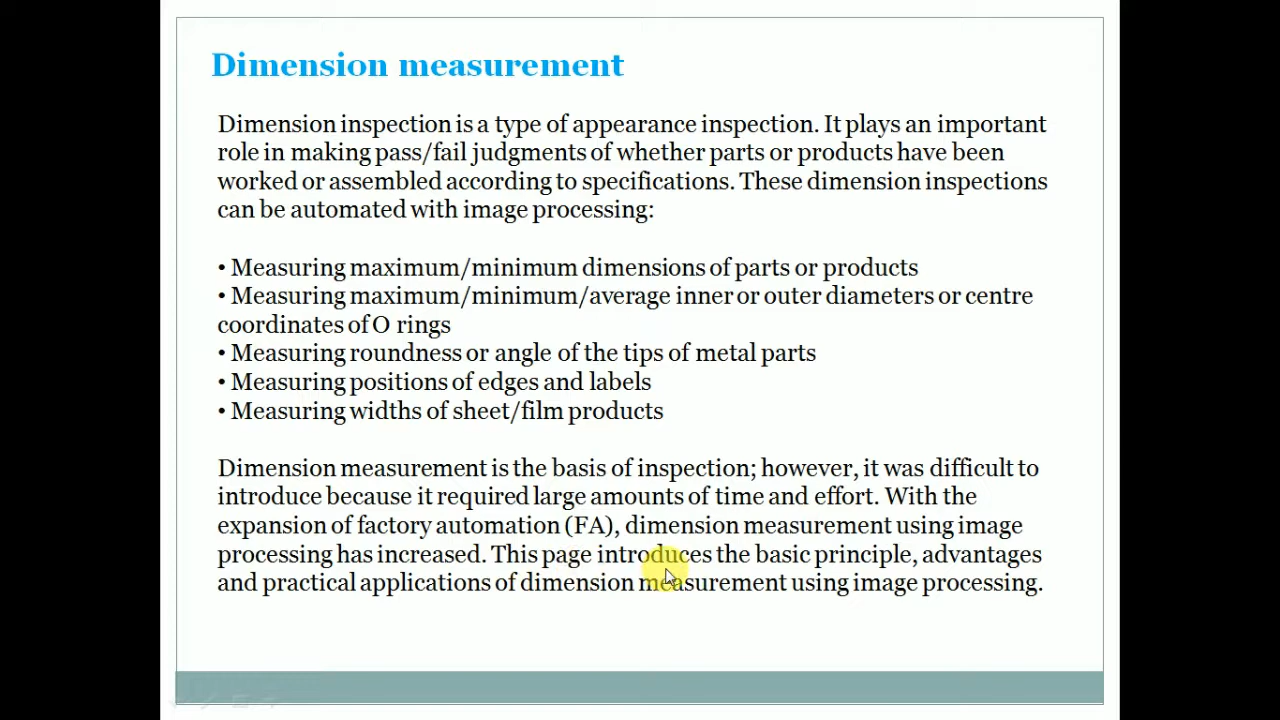 Dimension measurement
Dimension inspection is a type of appearance inspection. It plays an important
role in making pass/fail judgments of whether parts or products have been
worked or assembled according to specifications. These dimension inspections
can be automated with image processing:
• Measuring maximum/minimum dimensions of parts or products
• Measuring maximum/minimum/average inner or outer diameters or centre
coordinates of O rings
• Measuring roundness or angle of the tips of metal parts
• Measuring positions of edges and labels
• Measuring widths of sheet/film products
Dimension measurement is the basis of inspection; however, it was difficult to
introduce because it required large amounts of time and effort. With the
expansion of factory automation (FA), dimension measurement using image
processing has increased. This page introduces the basic principle, advantages
and practical applications of dimension measurement using image processing.